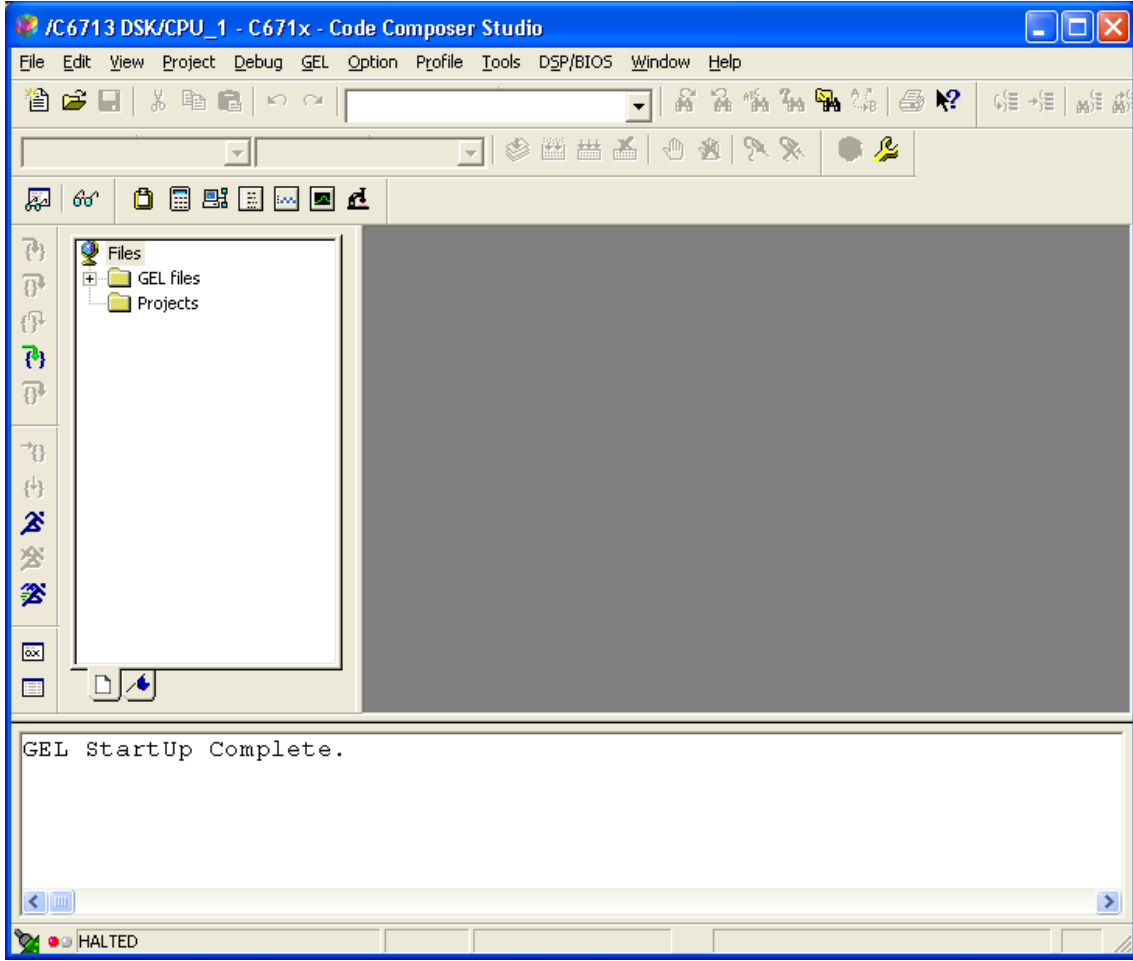 /C6713 DSK/CPU_1 - C671x - Code Composer Studio
File Edit View Project Debug GEL Option Profile Tools DSP/BIOS Window Help
Files
GEL files
Projects
GEL StartUp Complete.
HALTED